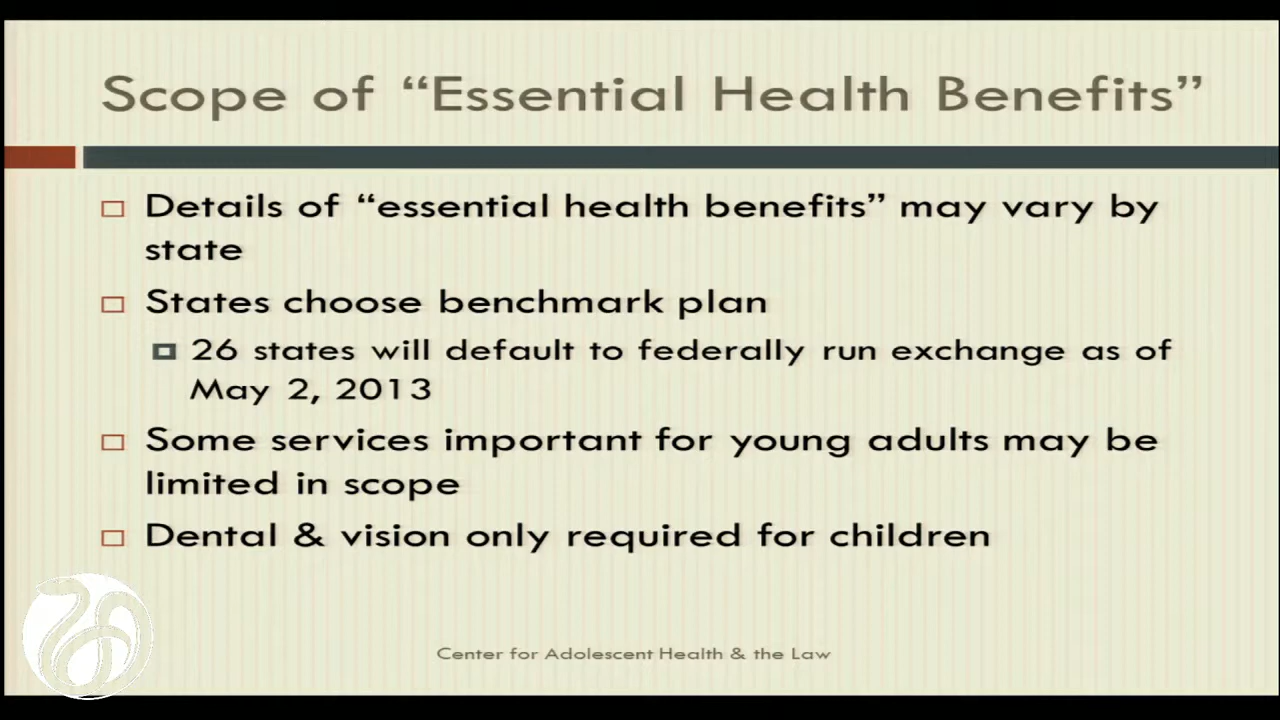 Scope of “Essential Health Benefits”
Details of “essential health benefits” may vary by
state
States choose benchmark plan
26 states will default to federally run exchange as of
May 2, 2013
Some services important for young adults may be
limited in scope
Dental & vision only required for children
Center for Adolescent Health & the Law